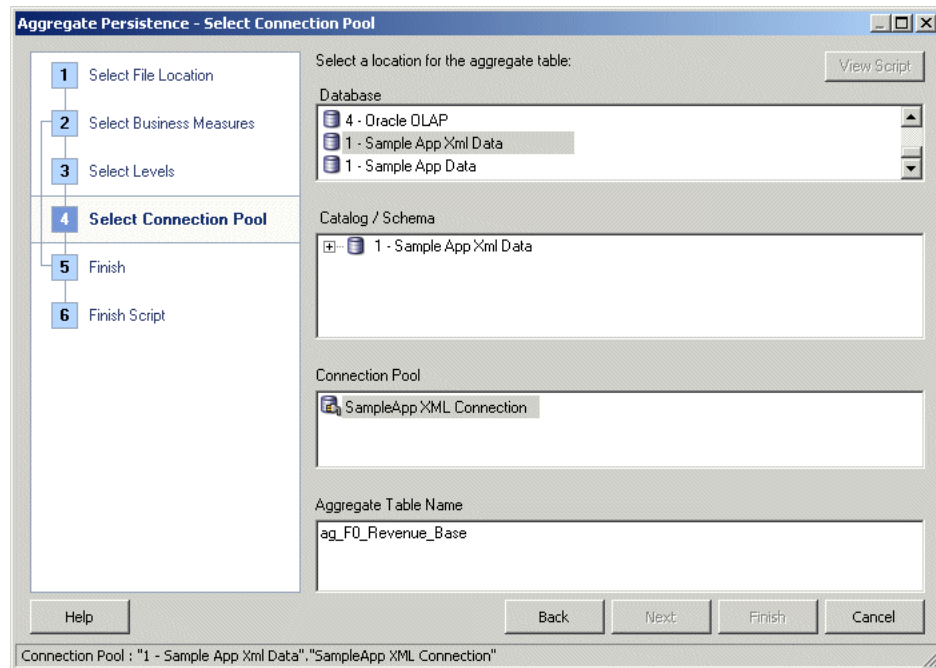 Aggregate Persistence - Select Connection Pool
1 Select File Location
2 Select Business Measures
3 Select Levels
4 Select Connection Pool
5 Finish
6 Finish Script
Select a location for the aggregate table:
View Script
Database
4 - Oracle OLAP
1 - Sample App Xml Data
1 - Sample App Data
Catalog / Schema
1 - Sample App Xml Data
Connection Pool
SampleApp XML Connection
Aggregate Table Name
ag_F0_Revenue_Base
Help
Back
Next
Finish
Cancel
Connection Pool : "1 - Sample App Xml Data"."SampleApp XML Connection"